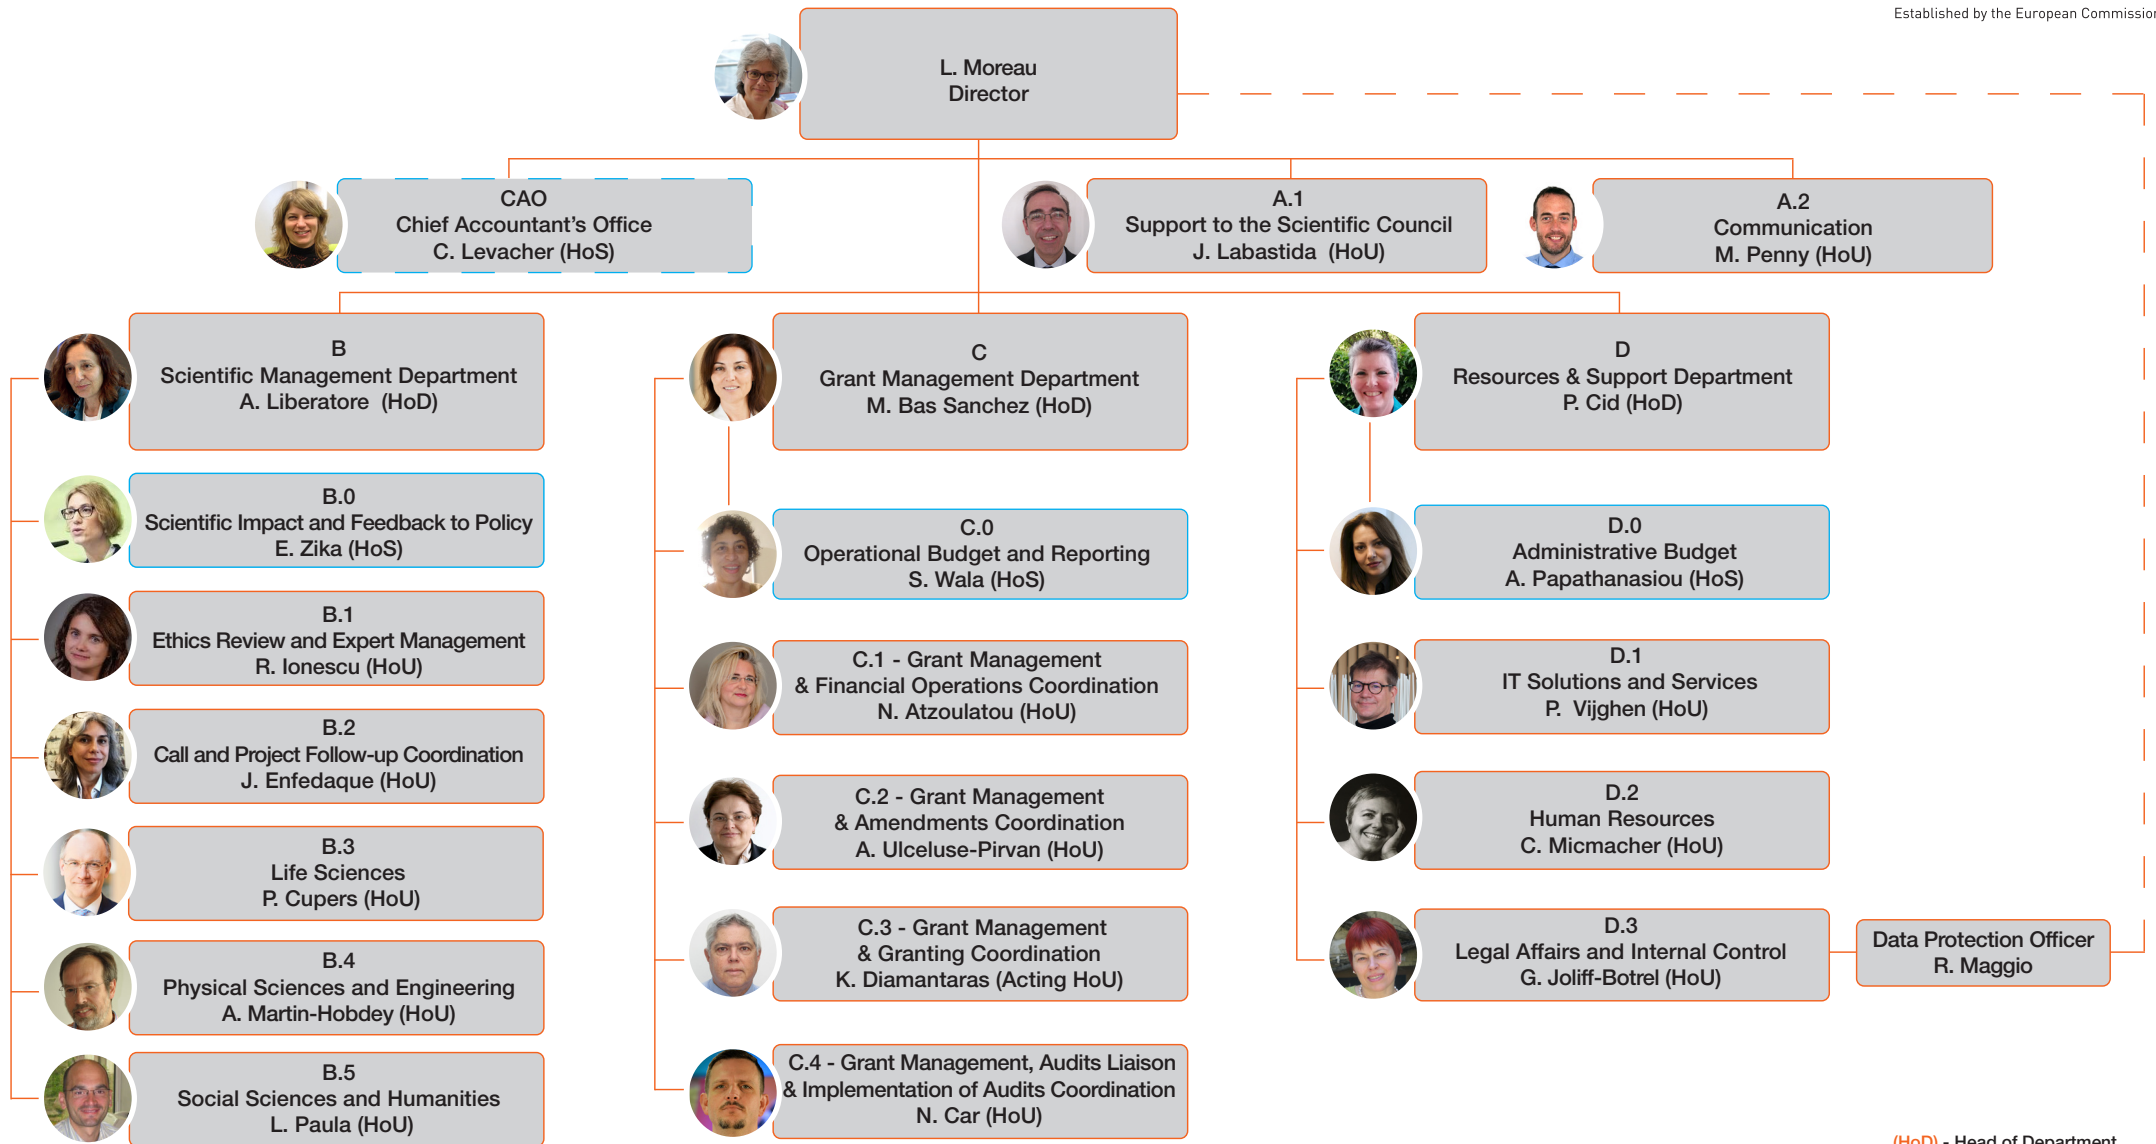 Established by the European Commission
L. Moreau
Director
CAO
Chief Accountant's Office
C. Levacher (HoS)
A.1
Support to the Scientific Council
J. Labastida (HoU)
A.2
Communication
M. Penny (HoU)
B
Scientific Management Department
A. Liberatore (HoD)
B.0
Scientific Impact and Feedback to Policy
E. Zika (HoS)
B.1
Ethics Review and Expert Management
R. Ionescu (HoU)
B.2
Call and Project Follow-up Coordination
J. Enfedaque (HoU)
B.3
Life Sciences
P. Cupers (HoU)
B.4
Physical Sciences and Engineering
A. Martin-Hobdey (HoU)
B.5
Social Sciences and Humanities
L. Paula (HoU)
C
Grant Management Department
M. Bas Sanchez (HoD)
C.0
Operational Budget and Reporting
S. Wala (HoS)
C.1 - Grant Management
& Financial Operations Coordination
N. Atzoulatou (HoU)
C.2 - Grant Management
& Amendments Coordination
A. Ulceluse-Pirvan (HoU)
C.3 - Grant Management
& Granting Coordination
K. Diamantaras (Acting HoU)
C.4 - Grant Management, Audits Liaison
& Implementation of Audits Coordination
N. Car (HoU)
D
Resources & Support Department
P. Cid (HoD)
D.0
Administrative Budget
A. Papathanasiou (HoS)
D.1
IT Solutions and Services
P. Vijghen (HoU)
D.2
Human Resources
C. Micmacher (HoU)
D.3
Legal Affairs and Internal Control
G. Joliff-Botrel (HoU)
Data Protection Officer
R. Maggio
(HoD) - Head of Department